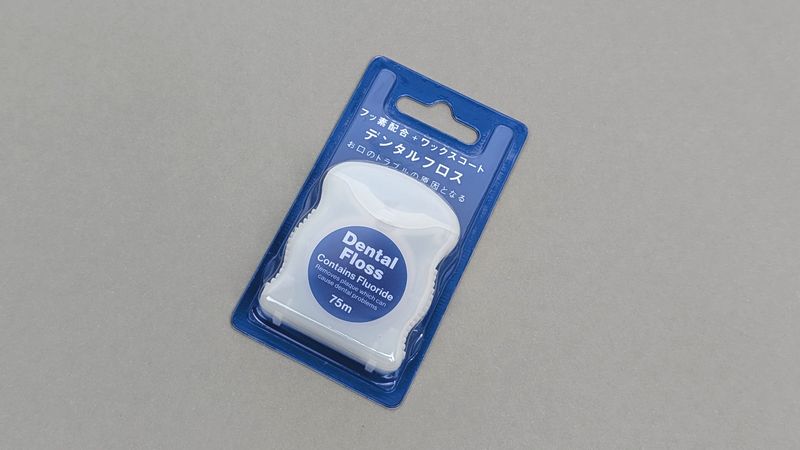 フッ素配合+ワックスコート
デンタルフロス
お口のトラブルの原因となる
Dental
Floss
Contains Fluoride
Removes plaque which can
cause dental problems
75m